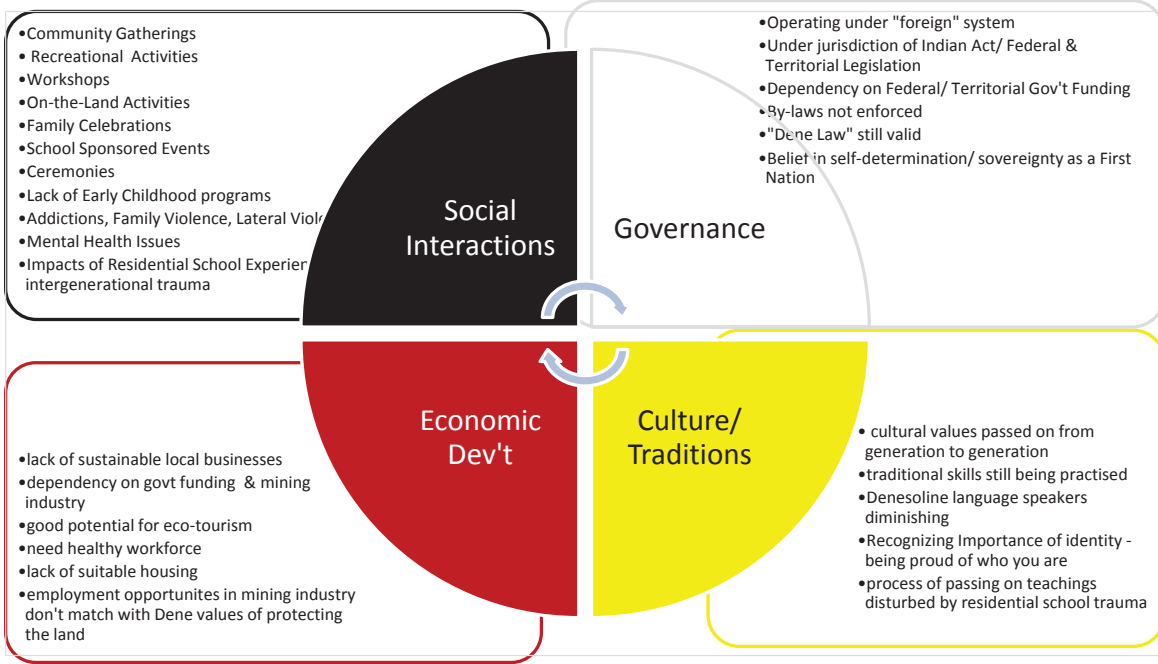 •Community Gatherings
• Recreational Activities
•Workshops
•On-the-Land Activities
•Family Celebrations
•School Sponsored Events
•Ceremonies
•Lack of Early Childhood programs
•Addictions, Family Violence, Lateral
•Mental Health Issues
•Impacts of Residential School
intergenerational trauma
Social
Interactions
•Operating under "foreign" system
•Under jurisdiction of Indian Act/ Federal &
Territorial Legislation
•Dependency on Federal/ Territorial Gov't Funding
•By-laws not enforced
•"Dene Law" still valid
•Belief in self-determination/ sovereignty as a First
Nation
Governance
Economic
Dev't
•lack of sustainable local businesses
•dependency on govt funding & mining
industry
•good potential for eco-tourism
•need healthy workforce
•lack of suitable housing
•employment opportunites in mining industry
don't match with Dene values of protecting
the land
Culture/
Traditions
• cultural values passed on from
generation to generation
•traditional skills still being practised
•Denesoline language speakers
diminishing
•Recognizing Importance of identity -
being proud of who you are
•process of passing on teachings
disturbed by residential school trauma